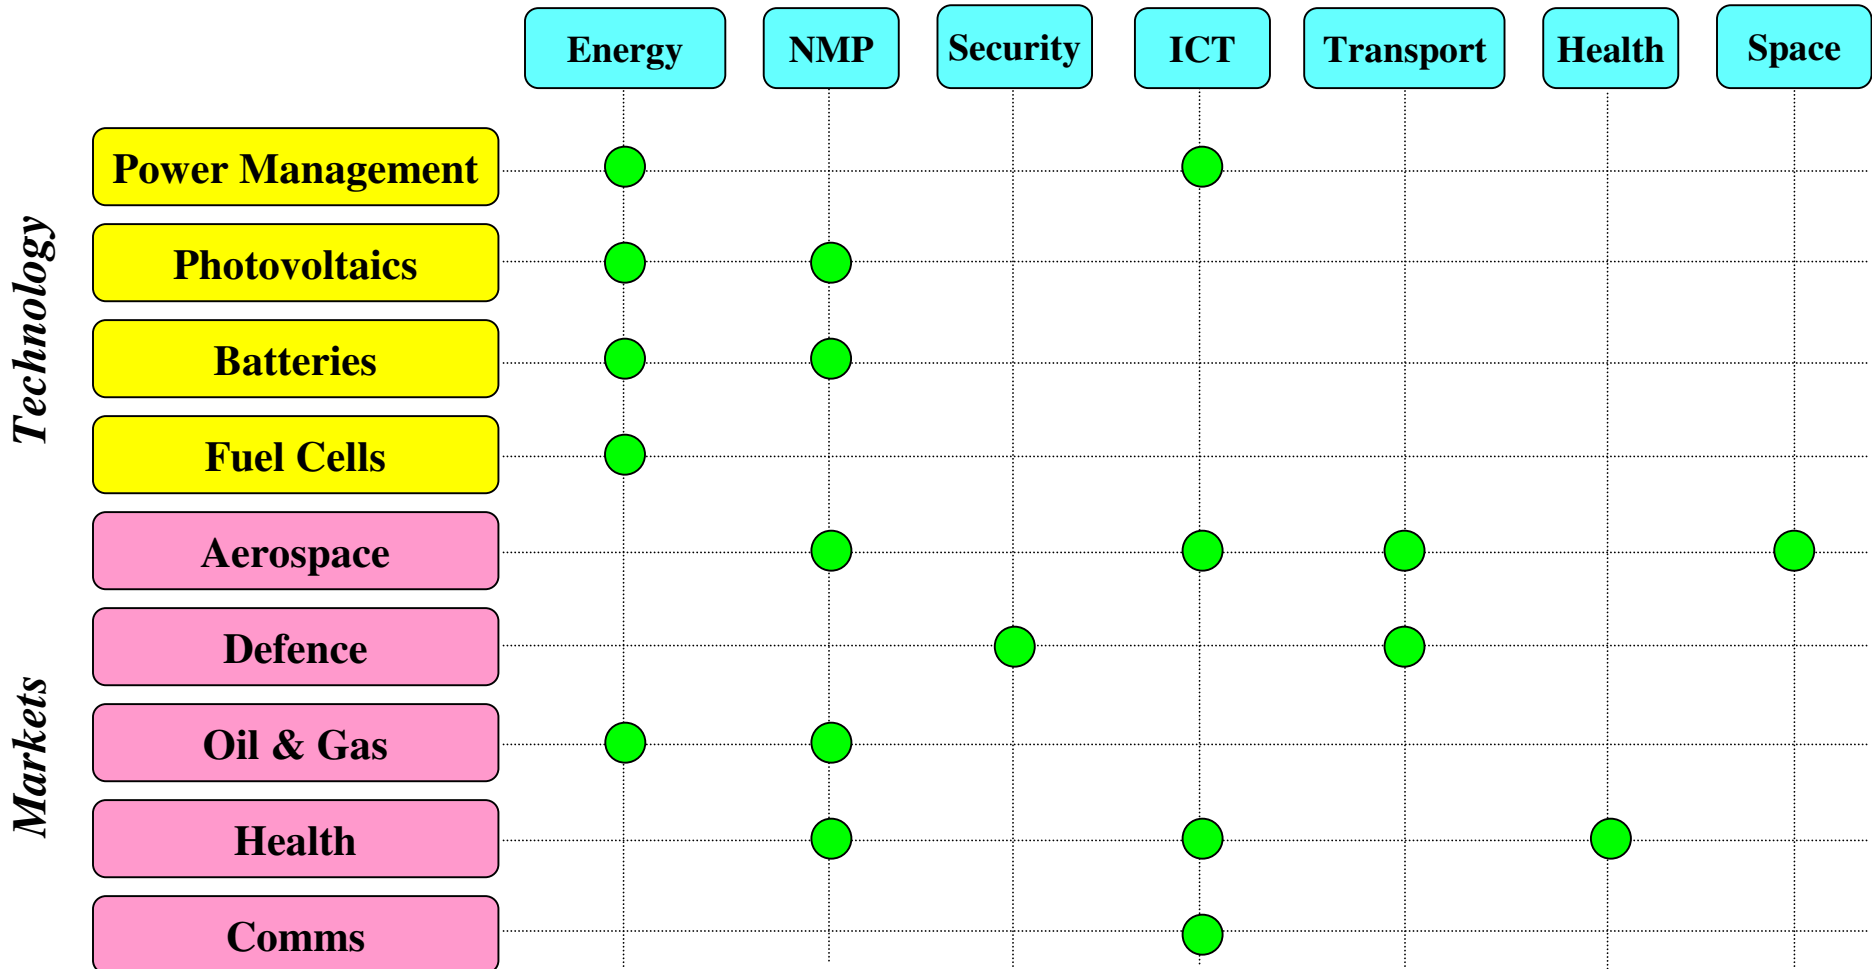 Energy
NMP
Security
ICT
Transport
Health
Space
Technology
Power Management
Photovoltaics
Batteries
Fuel Cells
Markets
Aerospace
Defence
Oil & Gas
Health
Comms